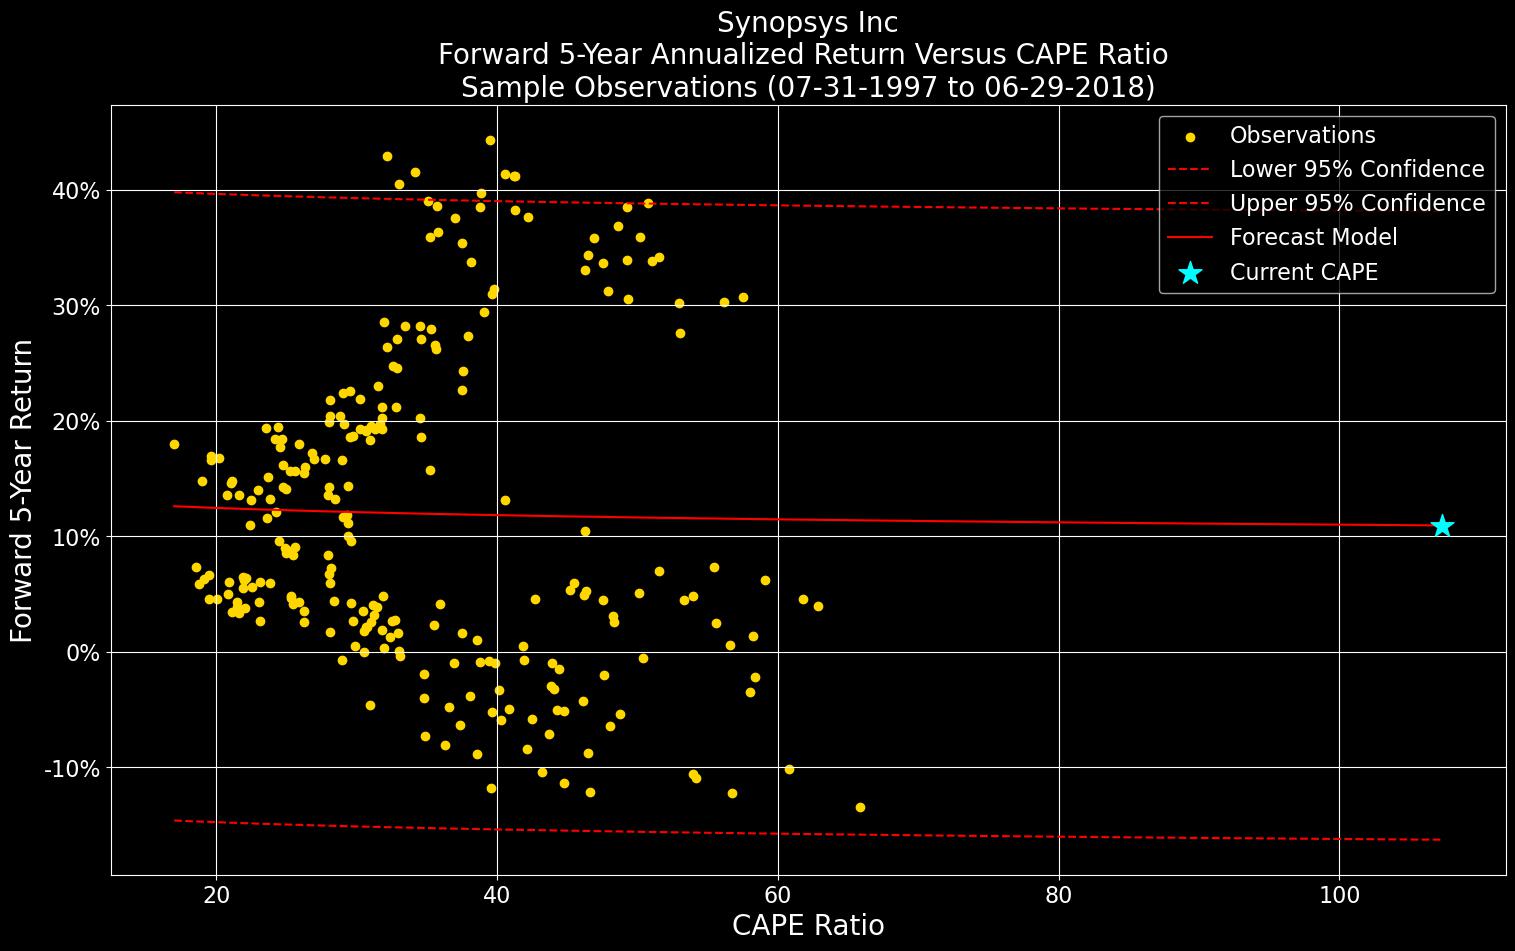 Synopsys Inc
Forward 5-Year Annualized Return Versus CAPE Ratio
Sample Observations (07-31-1997 to 06-29-2018)
Observations
Lower 95% Confidence
Upper 95% Confidence
Forecast Model
Current CAPE
Forward 5-Year Return
40%
30%
20%
10%
0%
-10%
20
40
60
80
100
CAPE Ratio